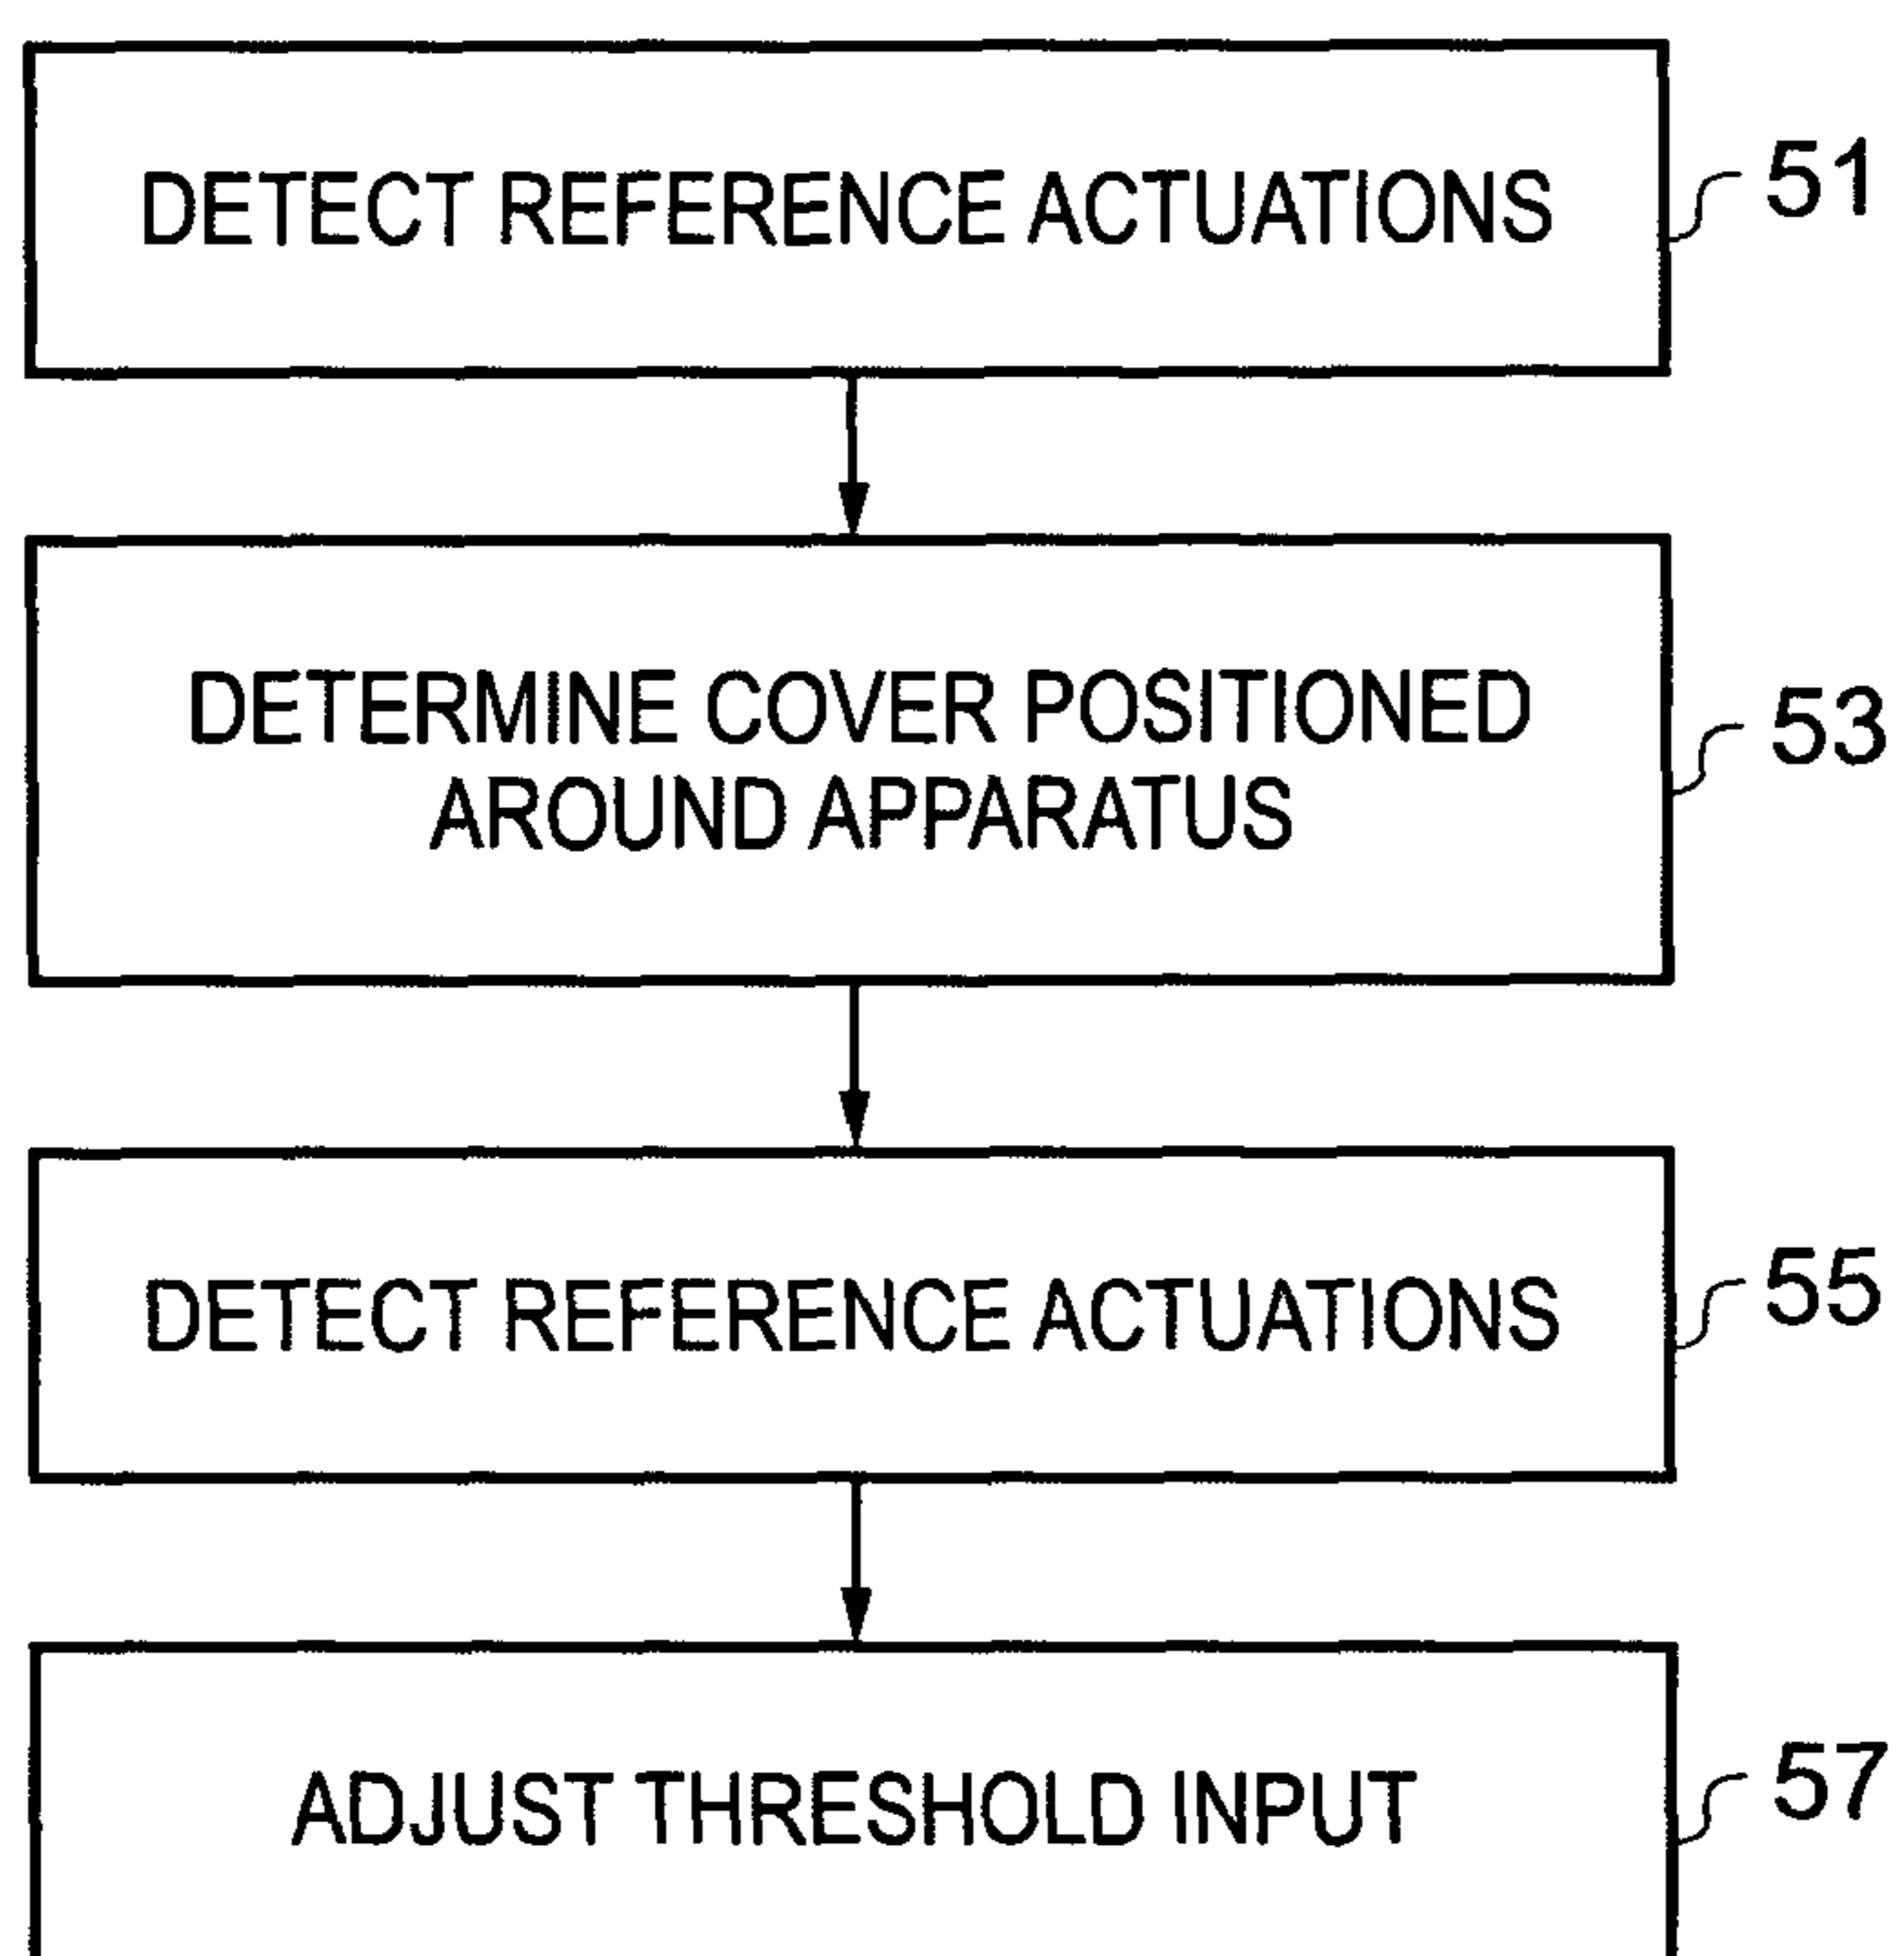 DETECT REFERENCE ACTUATIONS
51
DETERMINE COVER POSITIONED
AROUND APPARATUS
53
DETECT REFERENCE ACTUATIONS
55
ADJUST THRESHOLD INPUT
57